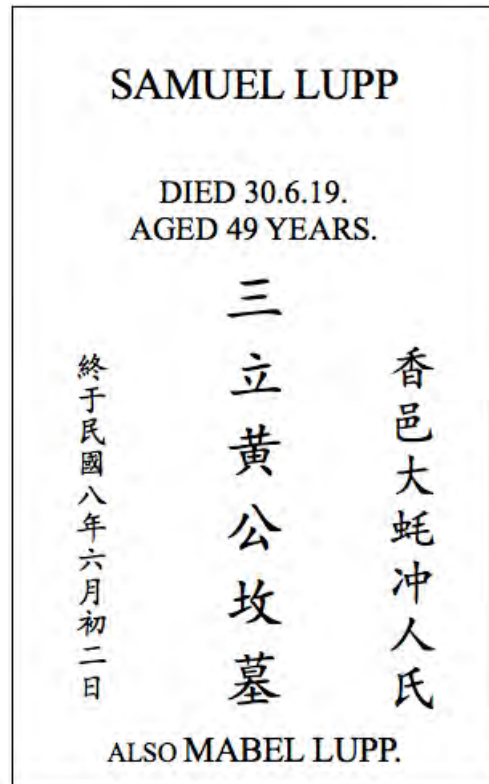 SAMUEL LUPP
DIED 30.6.19.
AGED 49 YEARS.
香邑大蚝冲人氏
三立黃公坟墓
終于民國八年六月初二日
ALSO MABEL LUPP.